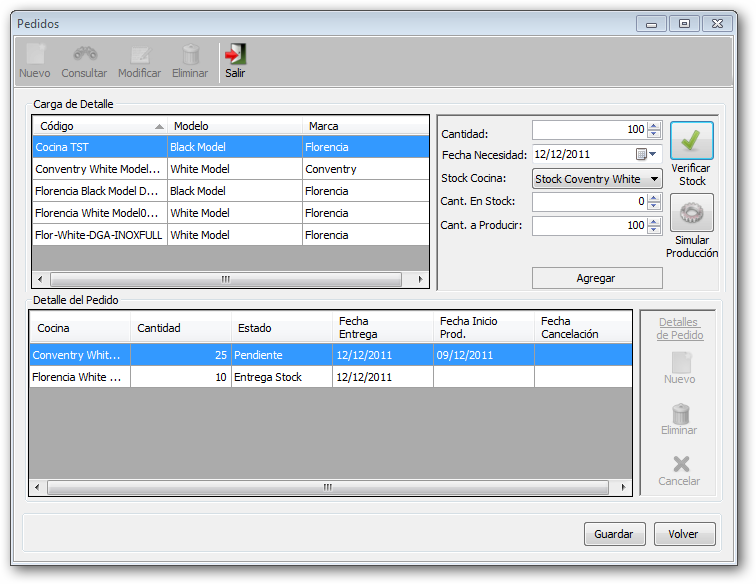 Pedidos
Nuevo Consultar Modificar Eliminar Salir
Carga de Detalle
Código Modelo Marca
Cocina TST Black Model Florencia
Conventry White Model... White Model Conventry
Florencia Black Model D... Black Model Florencia
Florencia White Model0... White Model Florencia
Flor-White-DGA-INOXFULL White Model Florencia
Cantidad: 100
Fecha Necesidad: 12/12/2011
Stock Cocina: Stock Coventry White
Cant. En Stock: 0
Cant. a Producir: 100
Agregar
Verificar
Stock
Simular
Producción
Detalle del Pedido
Cocina Cantidad Estado Fecha Entrega Fecha Inicio Prod. Fecha Cancelación
Conventry Whit... 25 Pendiente 12/12/2011 09/12/2011
Florencia White ... 10 Entrega Stock 12/12/2011
Detalles
de Pedido
Nuevo
Eliminar
Cancelar
Guardar Volver